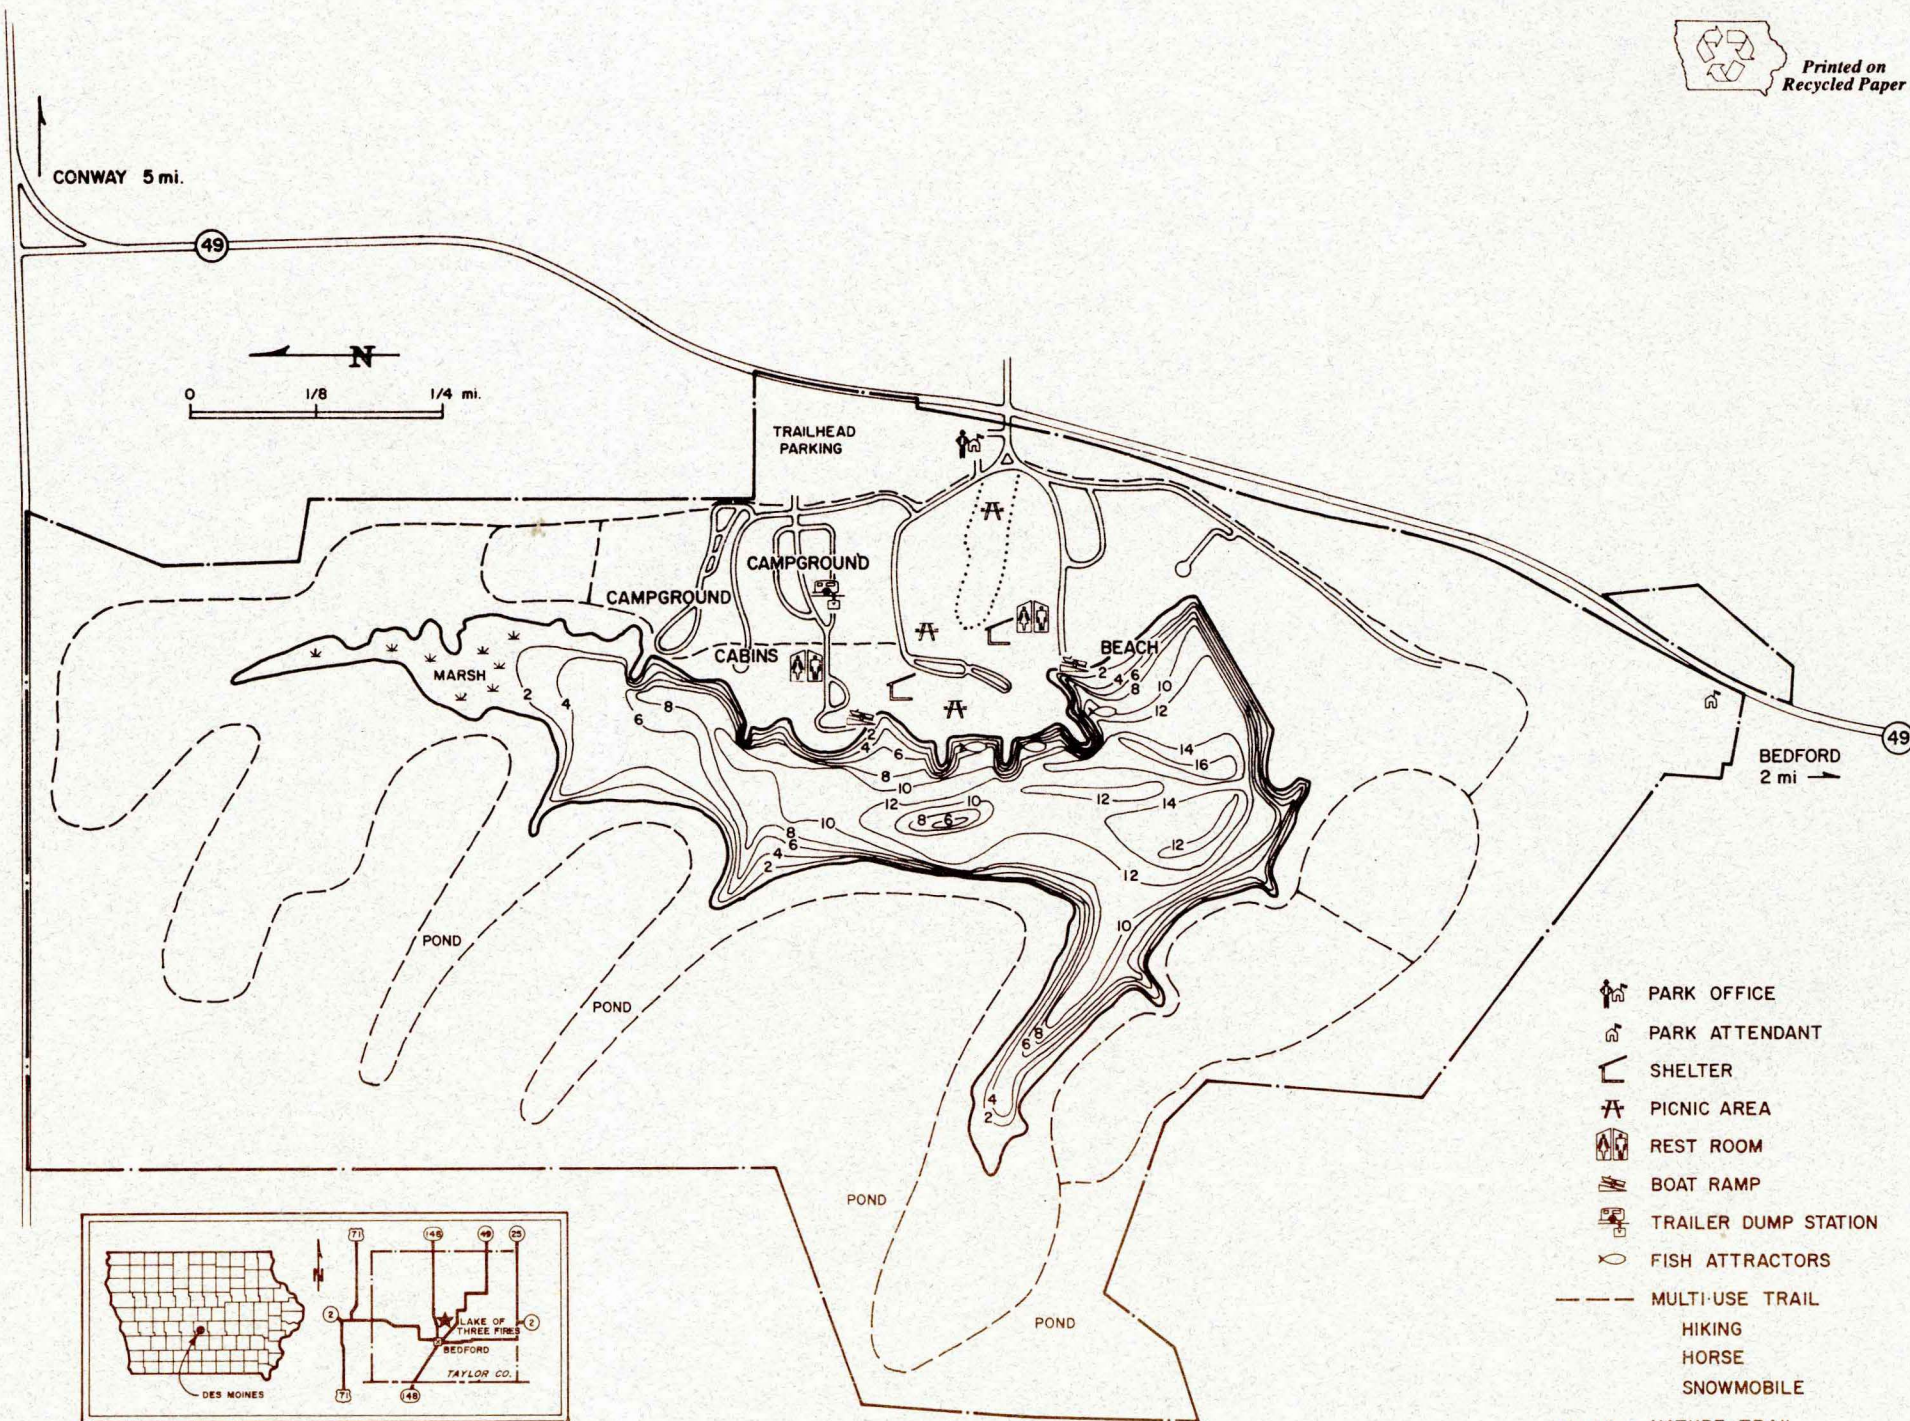 Printed on
Recycled Paper
CONWAY 5 mi.
49
N
0 1/8 1/4 mi.
TRAILHEAD
PARKING
CAMPGROUND
CAMPGROUND
CABINS
BEACH
MARSH
2
4
6
8
2
4
6
8
10
12
2
4
6
8
10
12
10
8
6
14
16
12
14
12
12
10
8
6
4
2
10
8
6
4
2
49
BEDFORD
2 mi
POND
POND
POND
POND
PARK OFFICE
PARK ATTENDANT
SHELTER
PICNIC AREA
REST ROOM
BOAT RAMP
TRAILER DUMP STATION
FISH ATTRACTORS
MULTI-USE TRAIL
HIKING
HORSE
SNOWMOBILE
DES MOINES
N
71
148
49
25
2
2
LAKE OF
THREE FIRES
BEDFORD
TAYLOR CO.
71
148